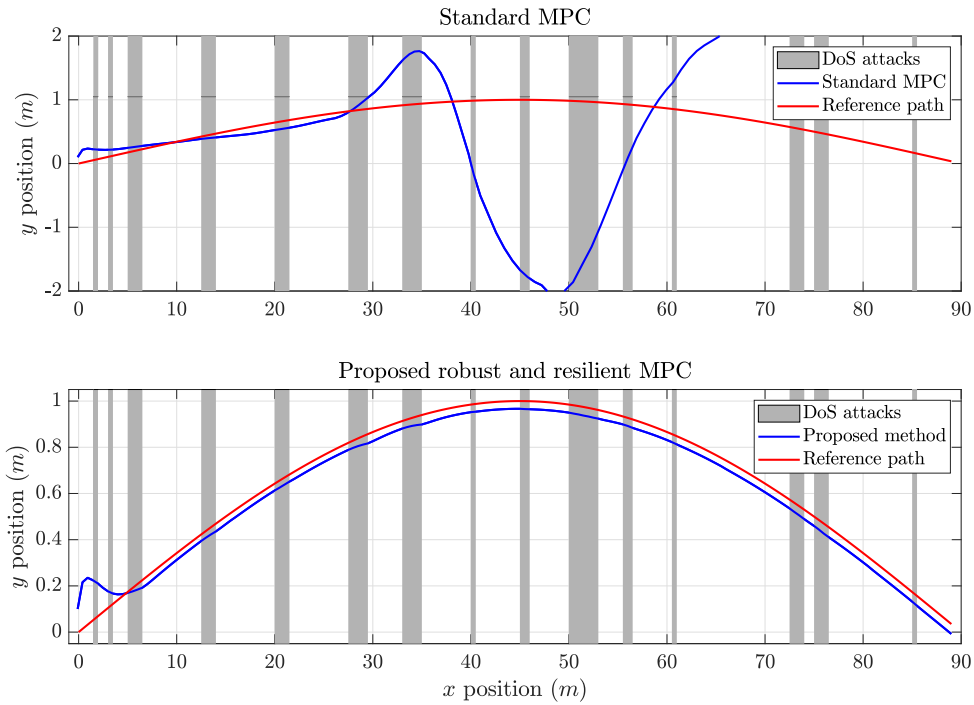 Standard MPC
2
1
0
-1
-2
y position (m)
DoS attacks
Standard MPC
Reference path
0 10 20 30 40 50 60 70 80 90
Proposed robust and resilient MPC
1
0.8
0.6
0.4
0.2
0
y position (m)
DoS attacks
Proposed method
Reference path
0 10 20 30 40 50 60 70 80 90
x position (m)